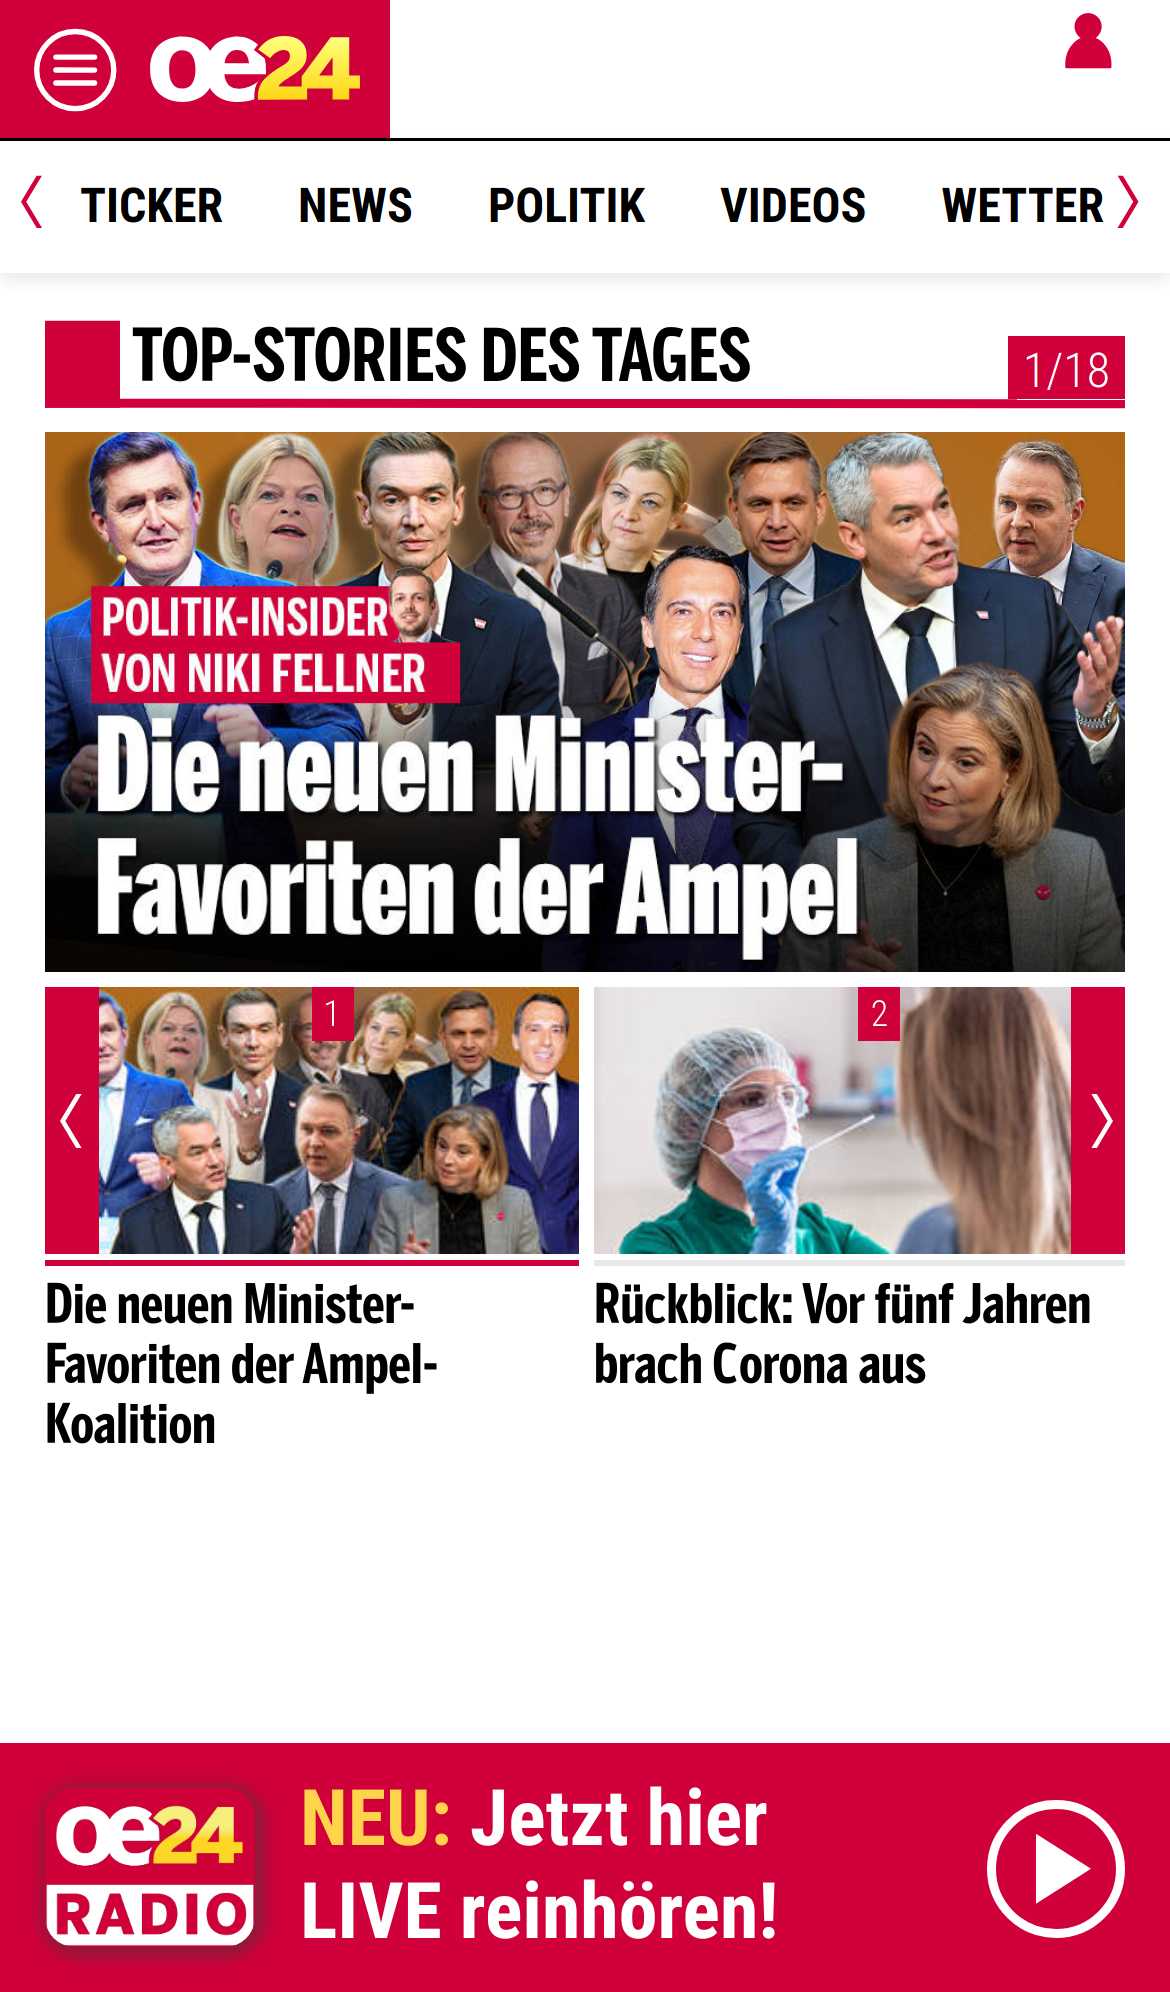 oe24
TICKER NEWS POLITIK VIDEOS WETTER
TOP-STORIES DES TAGES
1/18
POLITIK-INSIDER
VON NIKI FELLNER
Die neuen Minister-
Favoriten der Ampel
1
2
Die neuen Minister-
Favoriten der Ampel-
Koalition
Rückblick: Vor fünf Jahren
brach Corona aus
oe24
RADIO
NEU: Jetzt hier
LIVE reinhören!